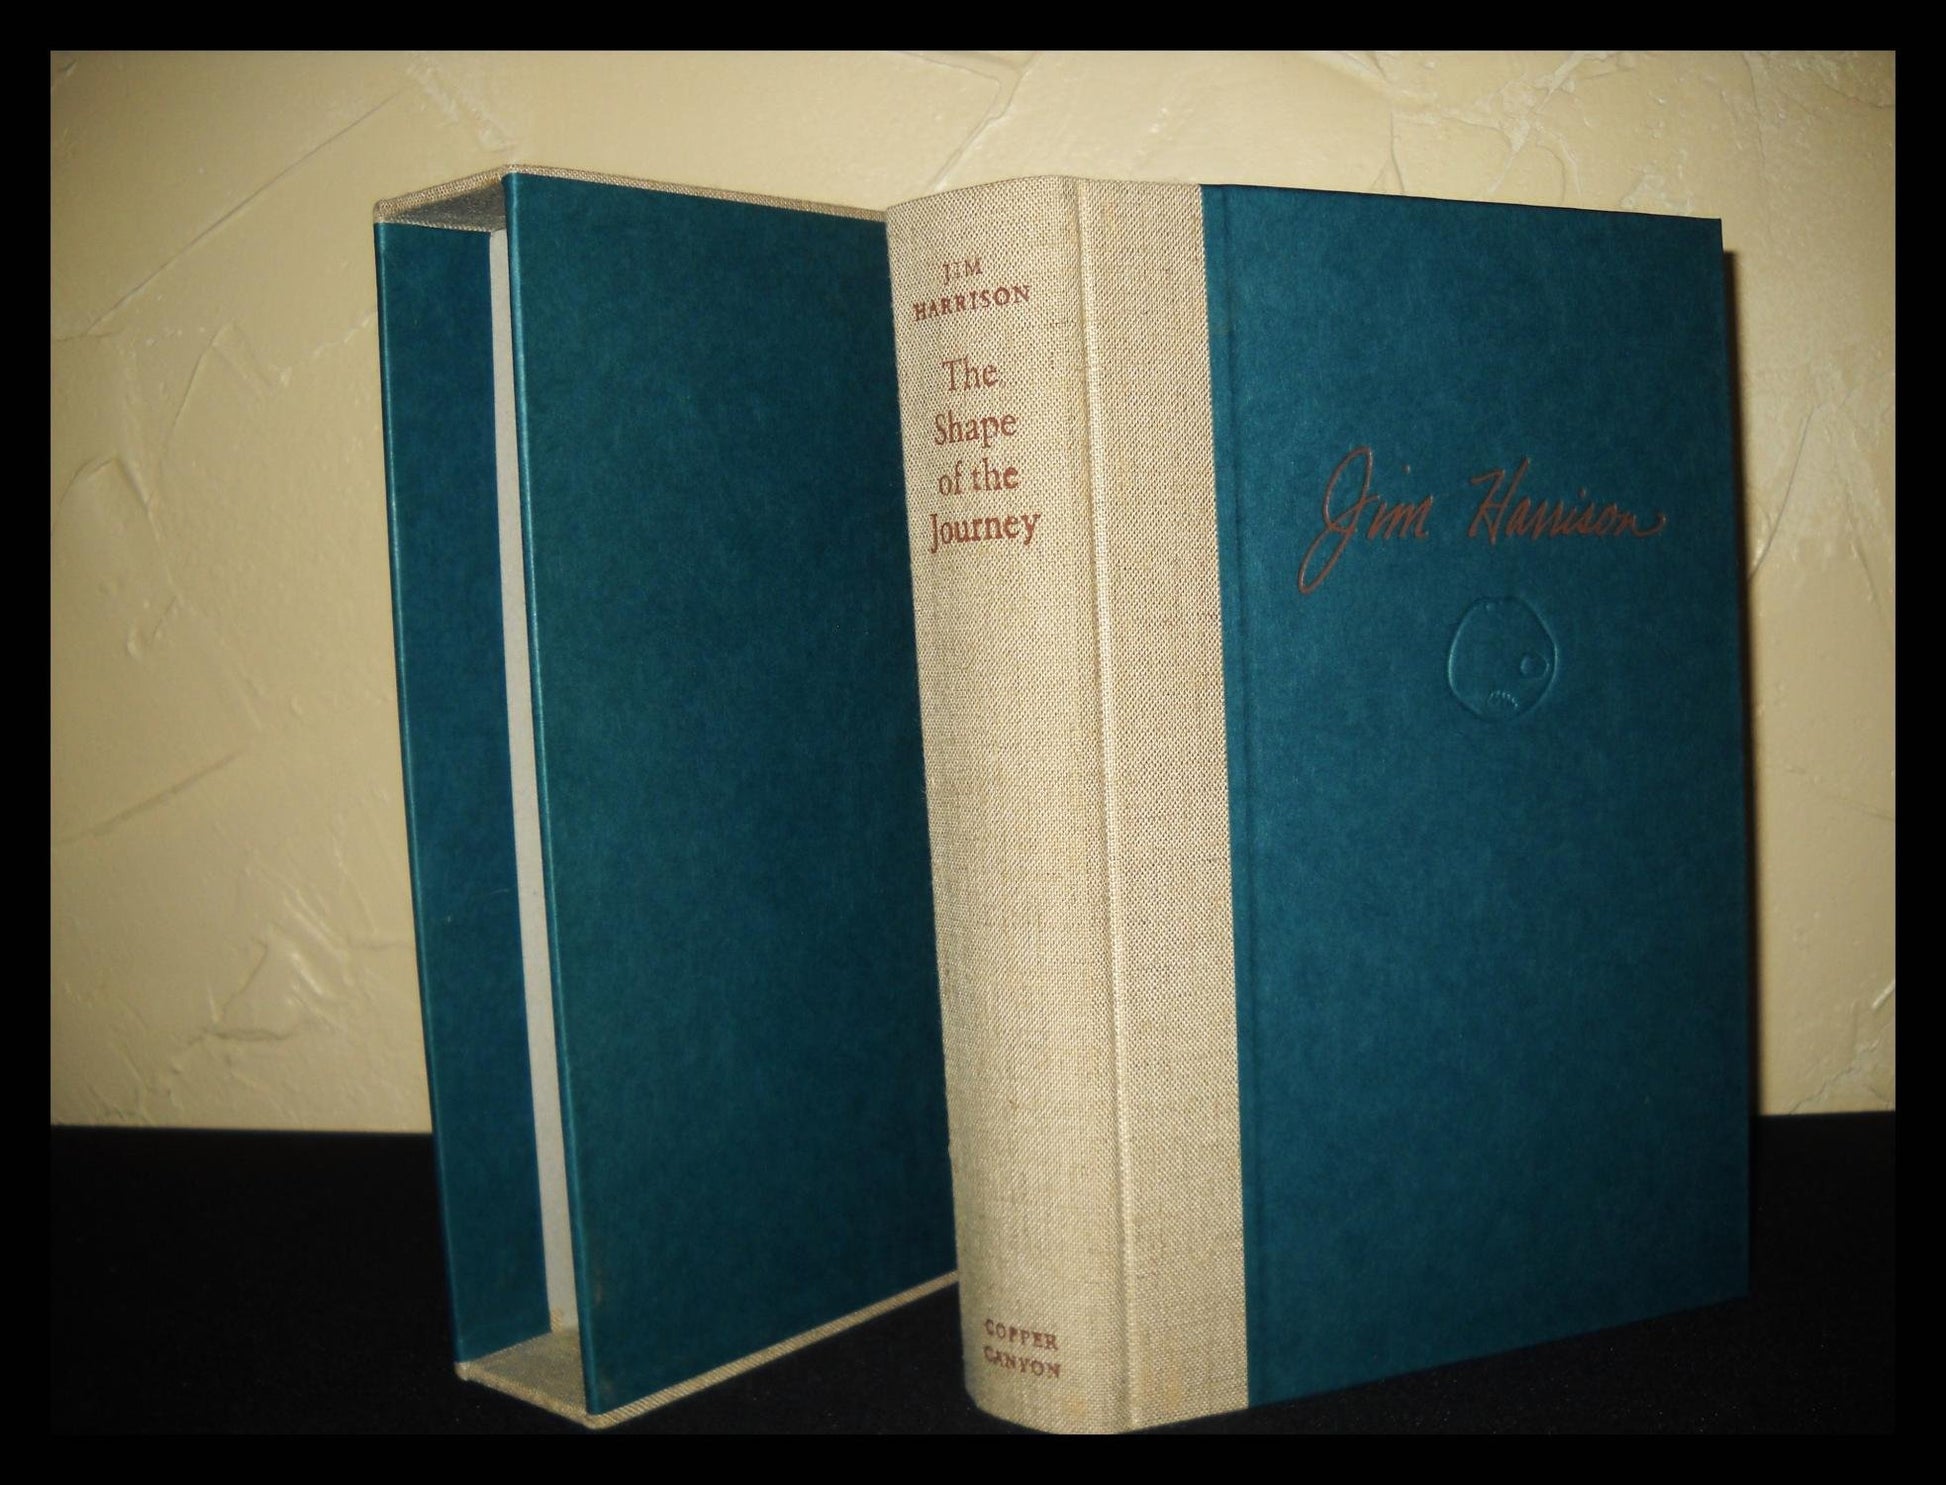 JIM
HARRISON
The
Shape
of the
Journey
COPPER
CANYON
Jim Harrison